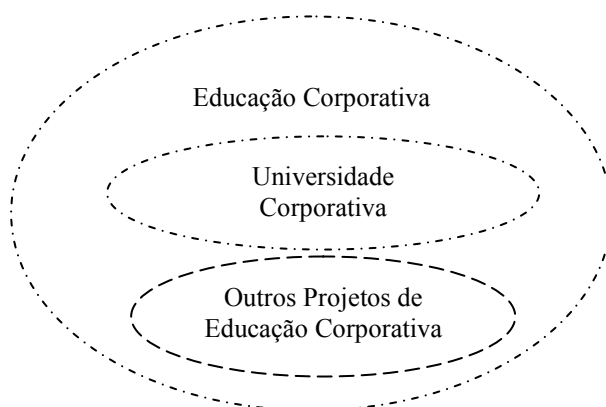 Educação Corporativa
Universidade
Corporativa
Outros Projetos de
Educação Corporativa